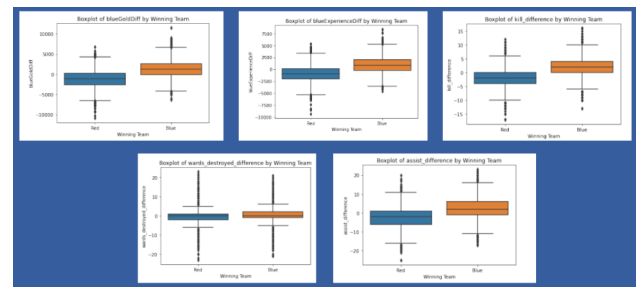 Boxplot of blueGoldDiff by Winning Team
blueGoldDiff
10000
5000
0
−5000
−10000
Red
Blue
Winning Team
Boxplot of blueExperienceDiff by Winning Team
blueExperienceDiff
7500
5000
2500
0
−2500
−5000
−7500
−10000
Red
Blue
Winning Team
Boxplot of kill_difference by Winning Team
kill_difference
15
10
5
0
−5
−10
−15
Red
Blue
Winning Team
Boxplot of wards_destroyed_difference by Winning Team
wards_destroyed_difference
20
10
0
−10
−20
Red
Blue
Winning Team
Boxplot of assist_difference by Winning Team
assist_difference
20
10
0
−10
−20
Red
Blue
Winning Team